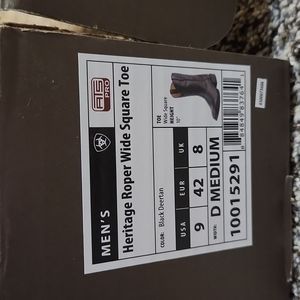 MEN'S
Heritage Roper Wide Square Toe
ATS
PRO
COLOR: Black Deertan
TOE
Wide Square
HEIGHT
10"
USA EUR UK
9 42 8
WIDTH: D MEDIUM
10015291